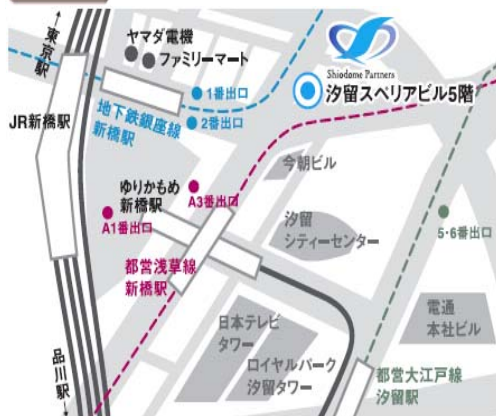 ←東京駅
ヤマダ電機
ファミリーマート
Shiodome Partners
汐留スペリアビル5階
1番出口
2番出口
地下鉄銀座線
新橋駅
JR新橋駅
今朝ビル
ゆりかもめ
新橋駅
A3番出口
A1番出口
汐留
シティーセンター
5・6番出口
都営浅草線
新橋駅
日本テレビ
タワー
ロイヤルパーク
汐留タワー
電通
本社ビル
都営大江戸線
汐留駅
品川駅→